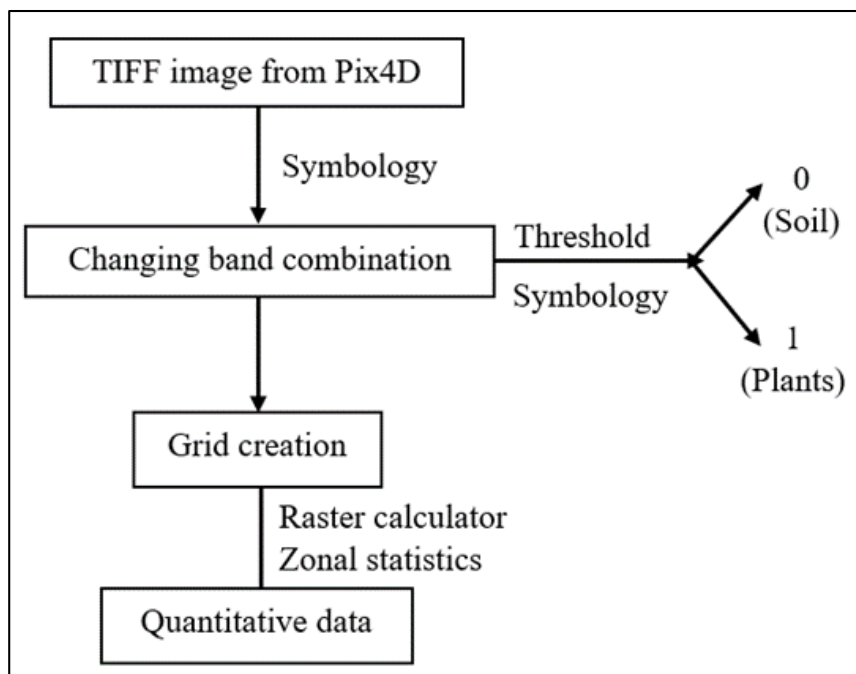 TIFF image from Pix4D
Symbology
Changing band combination
Threshold
Symbology
0
(Soil)
1
(Plants)
Grid creation
Raster calculator
Zonal statistics
Quantitative data